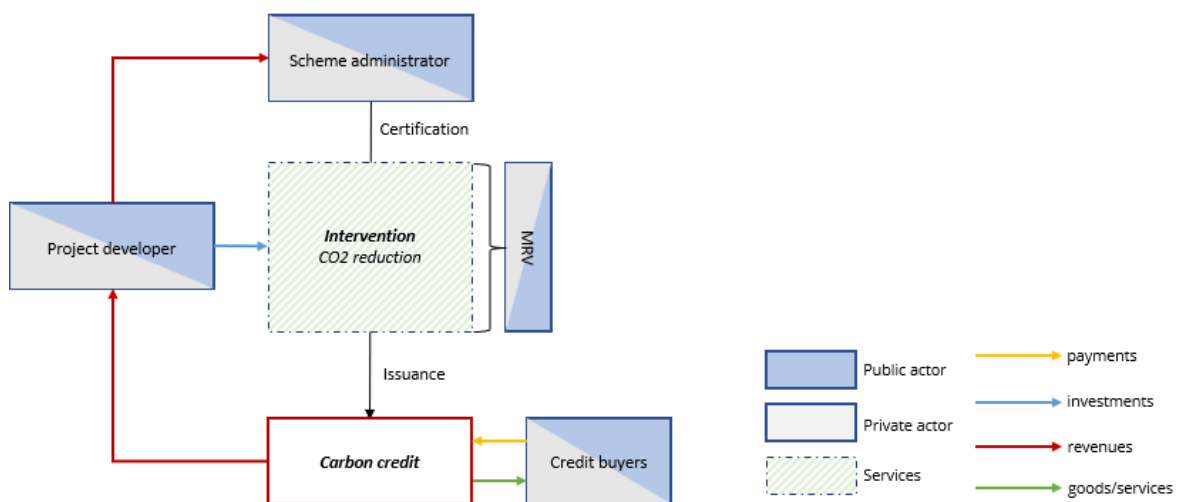 Scheme administrator
Certification
Intervention
CO2 reduction
MRV
Project developer
Issuance
Carbon credit
Credit buyers
Public actor
Private actor
Services
payments
investments
revenues
goods/services